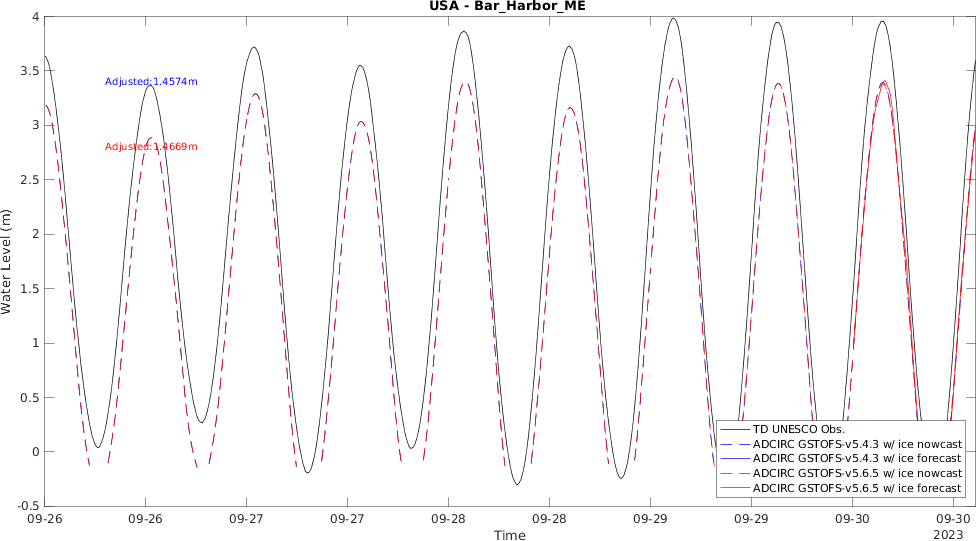 USA - Bar_Harbor_ME
4
3.5
3
2.5
2
1.5
1
0.5
0
-0.5
Water Level (m)
Adjusted:1.4574m
Adjusted:1.4669m
TD UNESCO Obs.
ADCIRC GSTOFS-v5.4.3 w/ ice nowcast
ADCIRC GSTOFS-v5.4.3 w/ ice forecast
ADCIRC GSTOFS-v5.6.5 w/ ice nowcast
ADCIRC GSTOFS-v5.6.5 w/ ice forecast
09-26 09-26 09-27 09-27 09-28 09-28 09-29 09-29 09-30 09-30
2023
Time